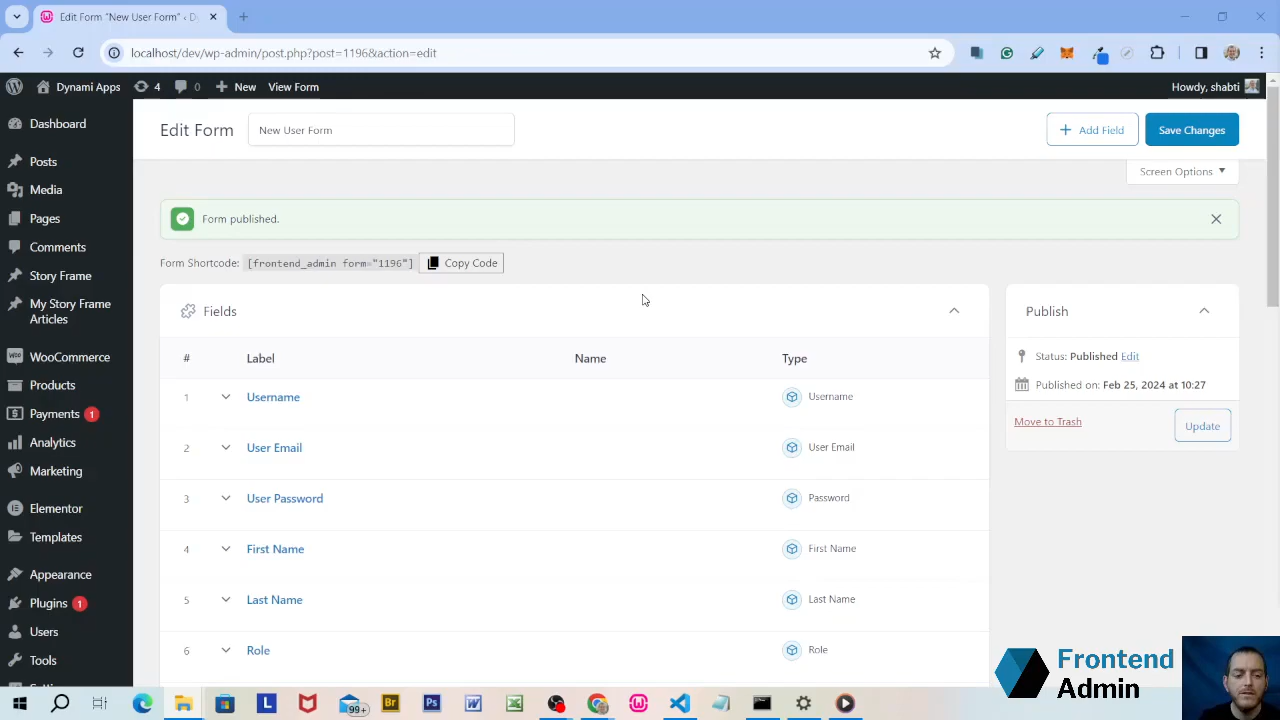 Edit Form "New User Form" ‹ D
localhost/dev/wp-admin/post.php?post=1196&action=edit
Dynami Apps
4
0
New
View Form
Howdy, shabti
Dashboard
Posts
Media
Pages
Comments
Story Frame
My Story Frame
Articles
WooCommerce
Products
Payments 1
Analytics
Marketing
Elementor
Templates
Appearance
Plugins 1
Users
Tools
Edit Form
New User Form
Add Field
Save Changes
Screen Options
Form published.
Form Shortcode: [frontend_admin form="1196"] Copy Code
Fields
# Label Name Type
1 Username Username
2 User Email User Email
3 User Password Password
4 First Name First Name
5 Last Name Last Name
6 Role Role
Publish
Status: Published Edit
Published on: Feb 25, 2024 at 10:27
Move to Trash
Update
Frontend
Admin
99+